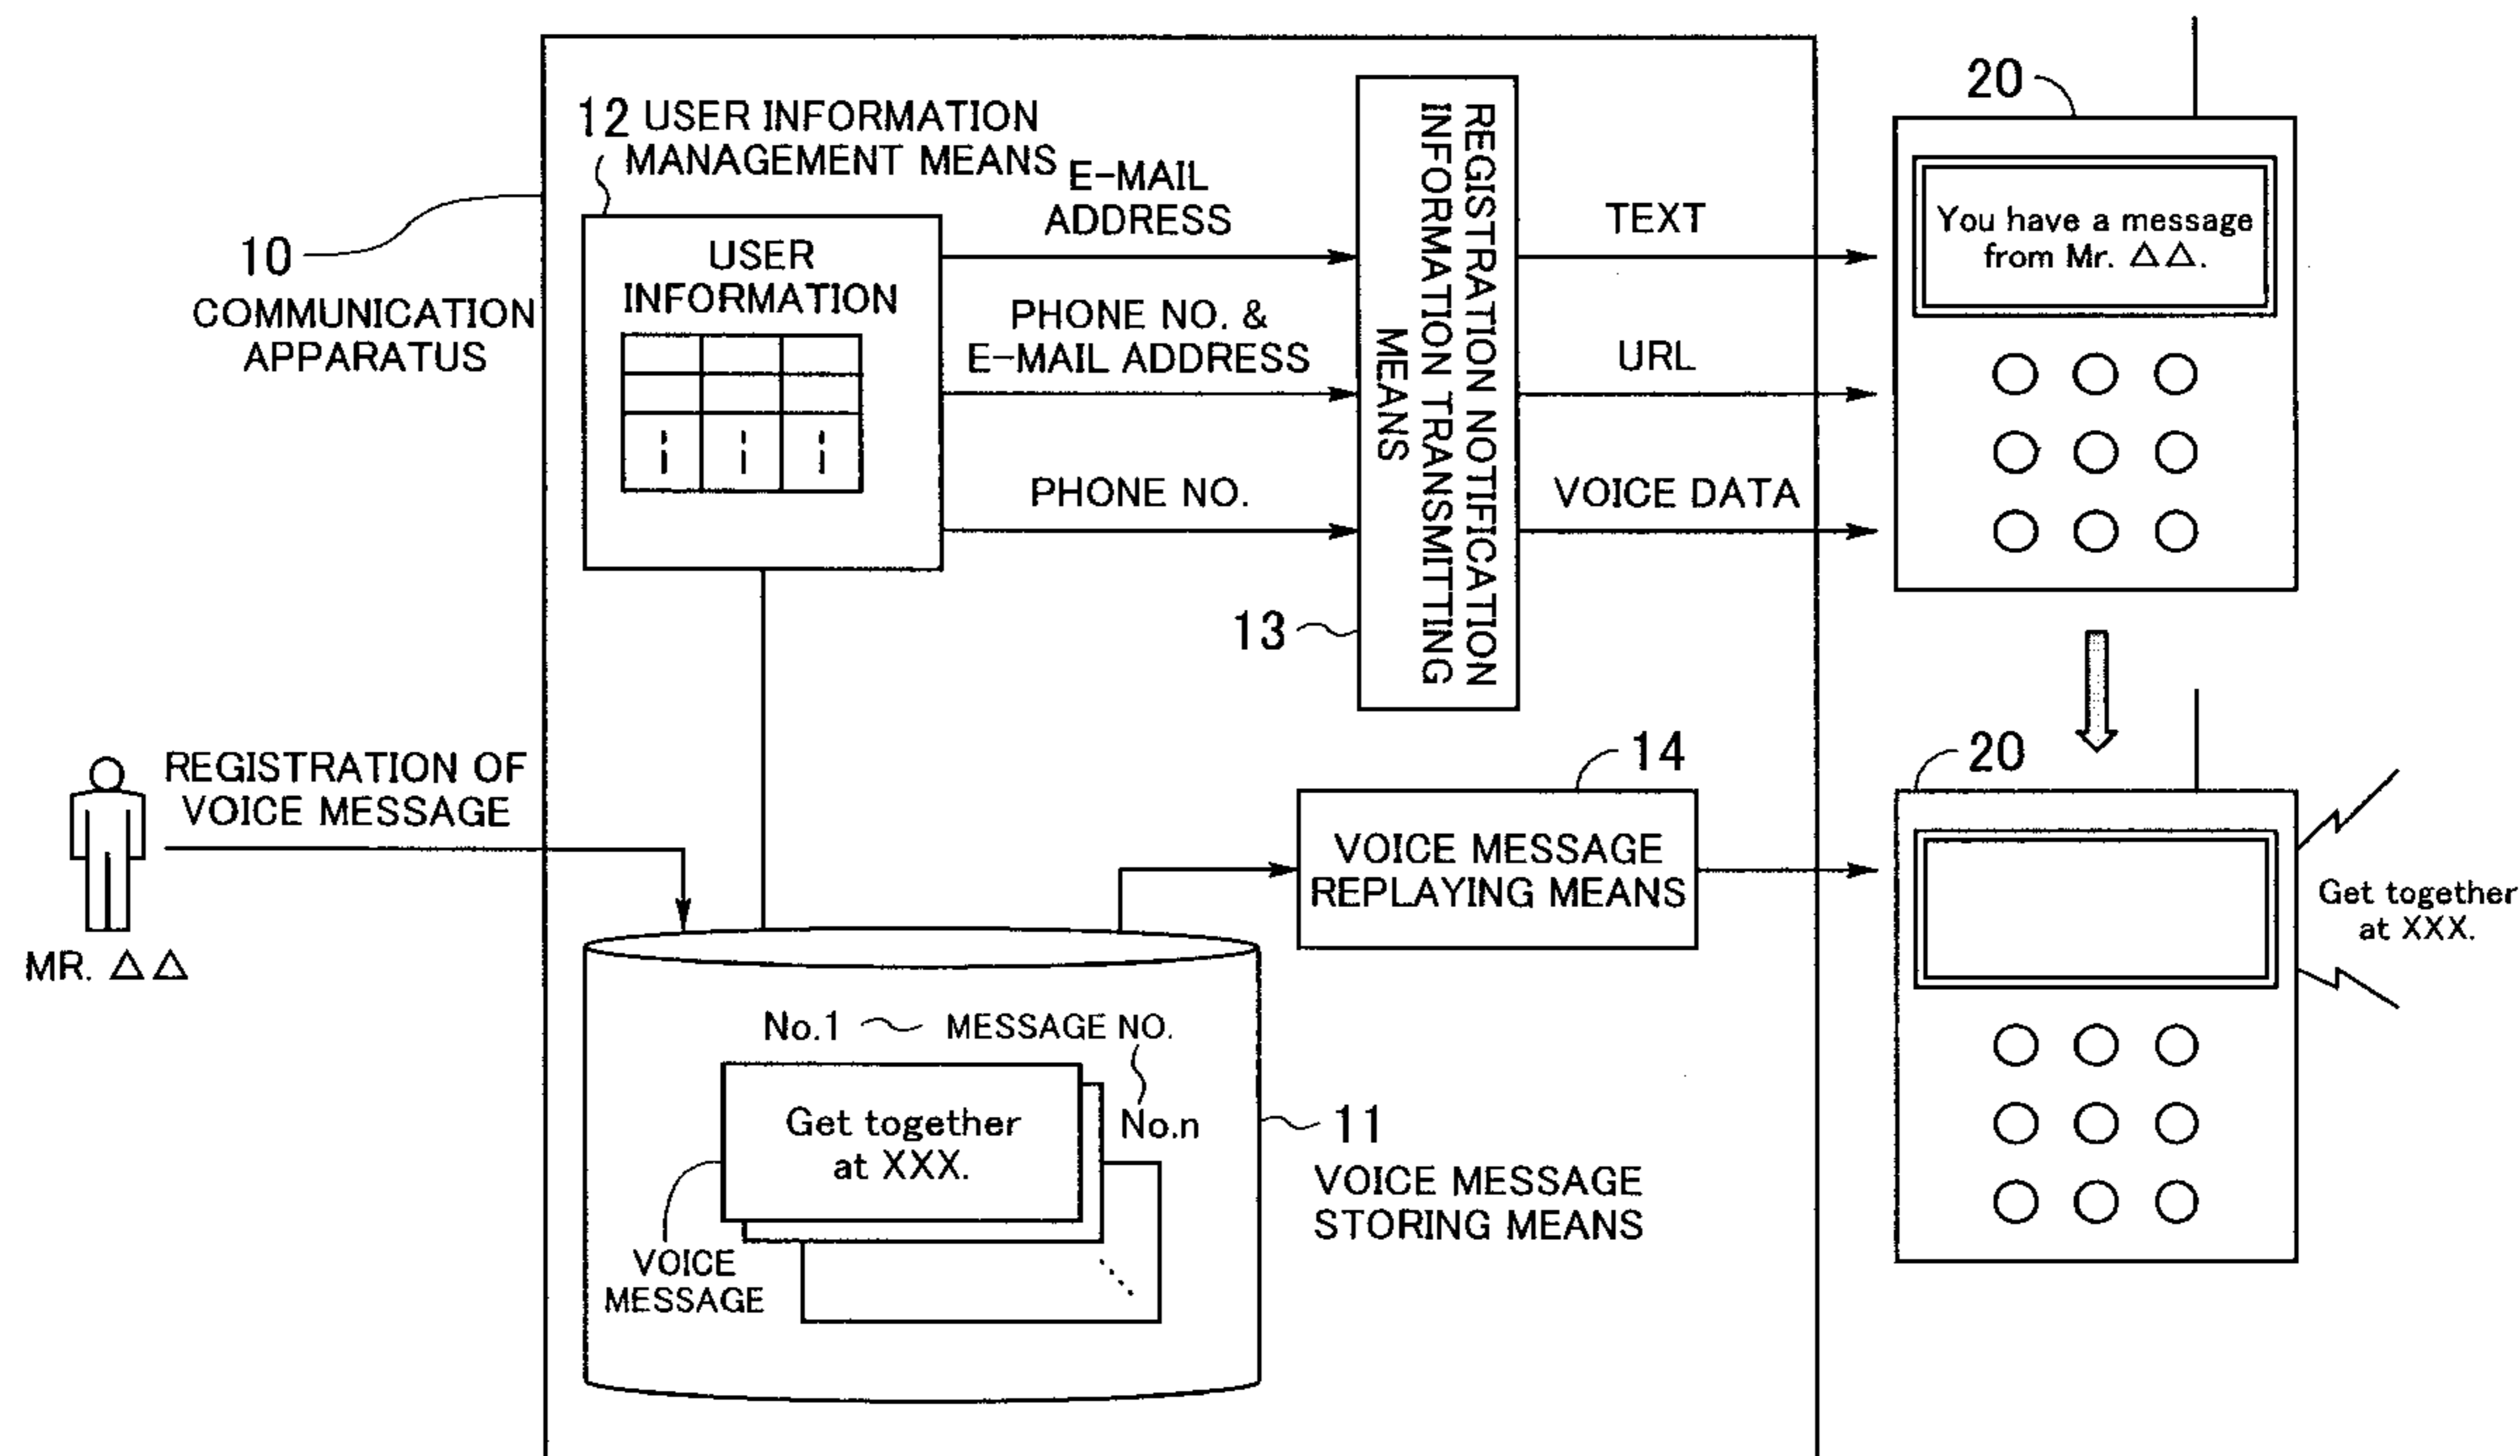 12 USER INFORMATION
MANAGEMENT MEANS
10
COMMUNICATION
APPARATUS
USER
INFORMATION
E-MAIL
ADDRESS
PHONE NO. &
E-MAIL ADDRESS
PHONE NO.
REGISTRATION NOTIFICATION
INFORMATION TRANSMITTING
MEANS
13
TEXT
URL
VOICE DATA
20
You have a message
from Mr. △△.
REGISTRATION OF
VOICE MESSAGE
MR. △△
14
VOICE MESSAGE
REPLAYING MEANS
20
Get together
at XXX.
No.1
MESSAGE NO.
No.n
Get together
at XXX.
VOICE
MESSAGE
11
VOICE MESSAGE
STORING MEANS